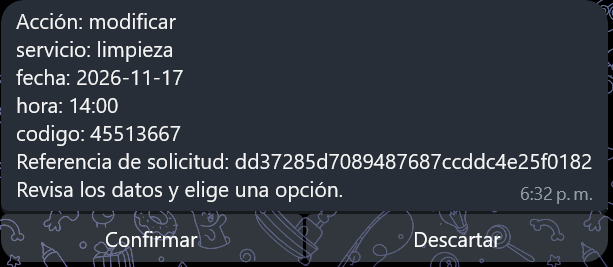 Acción: modificar
servicio: limpieza
fecha: 2026-11-17
hora: 14:00
codigo: 45513667
Referencia de solicitud: dd37285d7089487687ccddc4e25f0182
Revisa los datos y elige una opción.
6:32 p. m.
Confirmar
Descartar